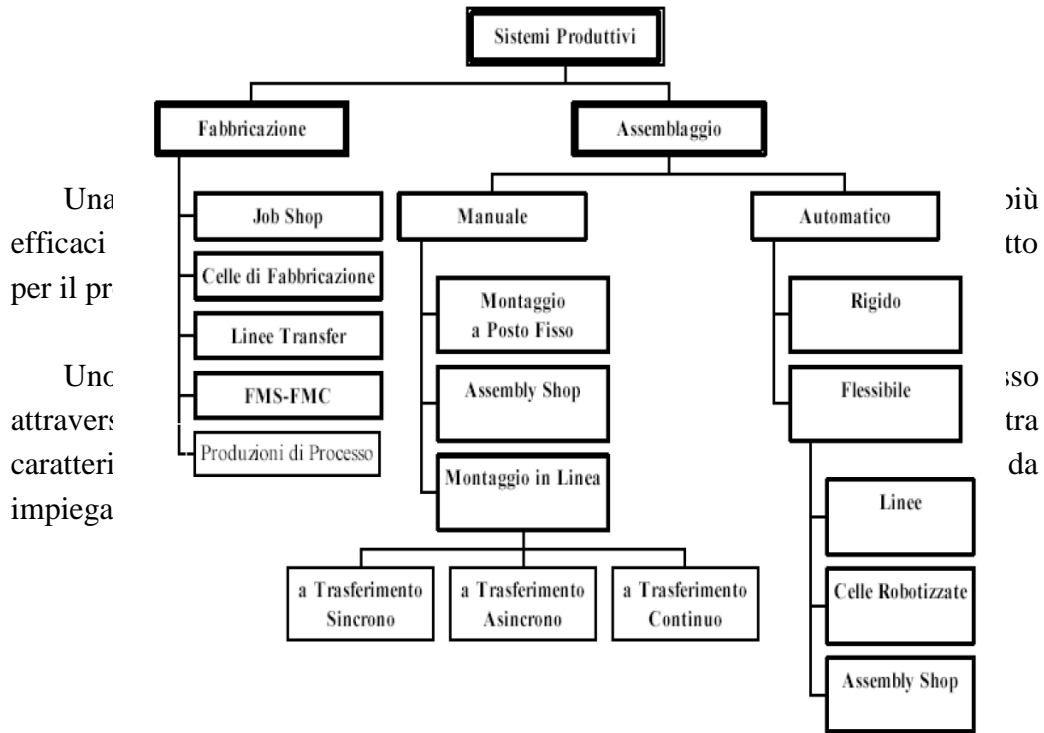 Sistemi Produttivi
Fabbricazione
Assemblaggio
Una
più
efficaci
tto
per il pr
Uno
sso
attravers
tra
caratteri
da
impiega
Job Shop
Celle di Fabbricazione
Linee Transfer
FMS-FMC
Produzioni di Processo
Manuale
Montaggio
a Posto Fisso
Assembly Shop
Montaggio in Linea
a Trasferimento
Sincrono
a Trasferimento
Asincrono
a Trasferimento
Continuo
Automatico
Rigido
Flessibile
Linee
Celle Robotizzate
Assembly Shop